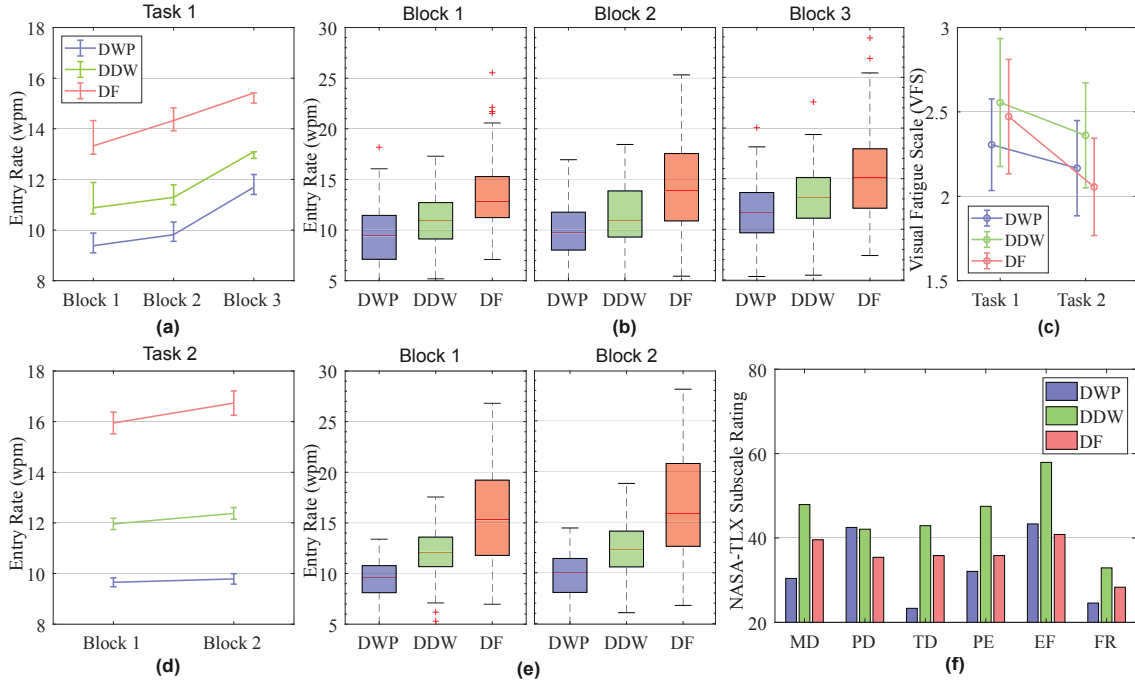 Task 1
18
16
14
12
10
8
Entry Rate (wpm)
DWP
DDW
DF
Block 1
Block 2
Block 3
(a)
Block 1
Block 2
Block 3
30
25
20
15
10
5
Entry Rate (wpm)
DWP
DDW
DF
DWP
DDW
DF
DWP
DDW
DF
(b)
3
2.5
2
1.5
Visual Fatigue Scale (VFS)
DWP
DDW
DF
Task 1
Task 2
(c)
Task 2
18
16
14
12
10
8
Entry Rate (wpm)
Block 1
Block 2
(d)
Block 1
Block 2
30
25
20
15
10
5
Entry Rate (wpm)
DWP
DDW
DF
DWP
DDW
DF
(e)
80
60
40
20
NASA-TLX Subscale Rating
DWP
DDW
DF
MD
PD
TD
PE
EF
FR
(f)